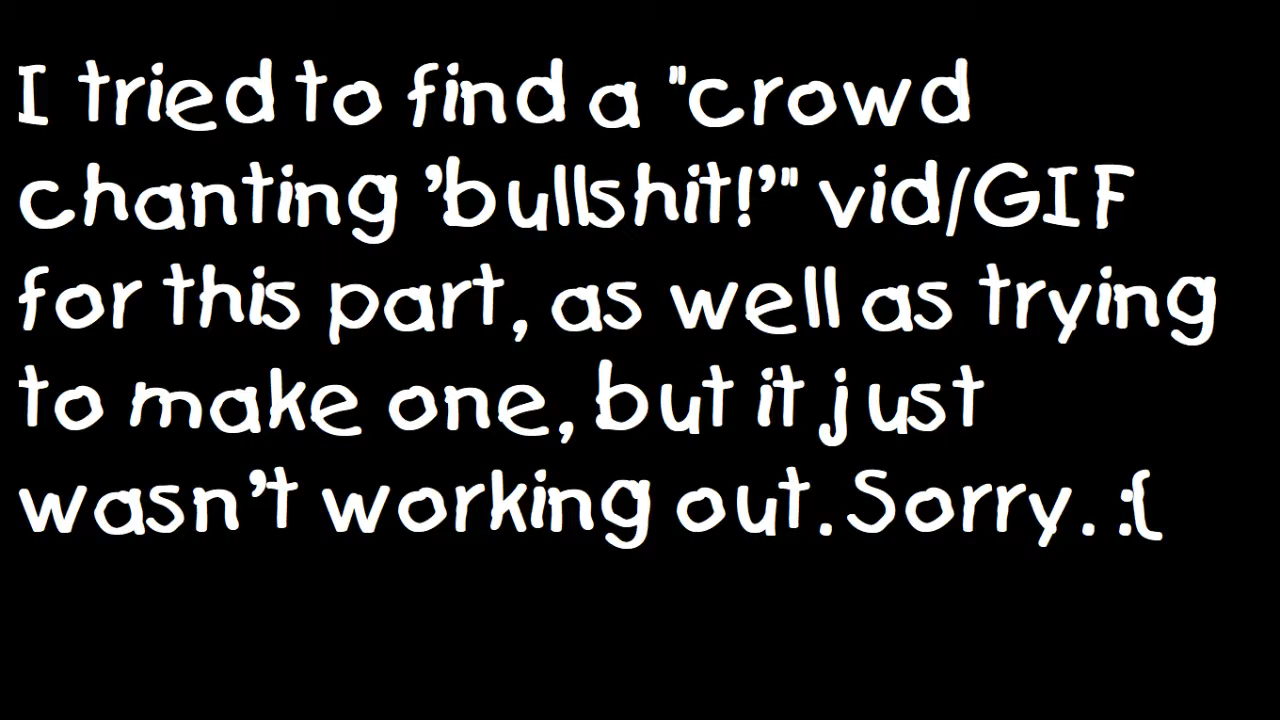 I tried to find a "crowd
chanting 'bullshit!'" vid/GIF
for this part, as well as trying
to make one, but it just
wasn't working out. Sorry. :(